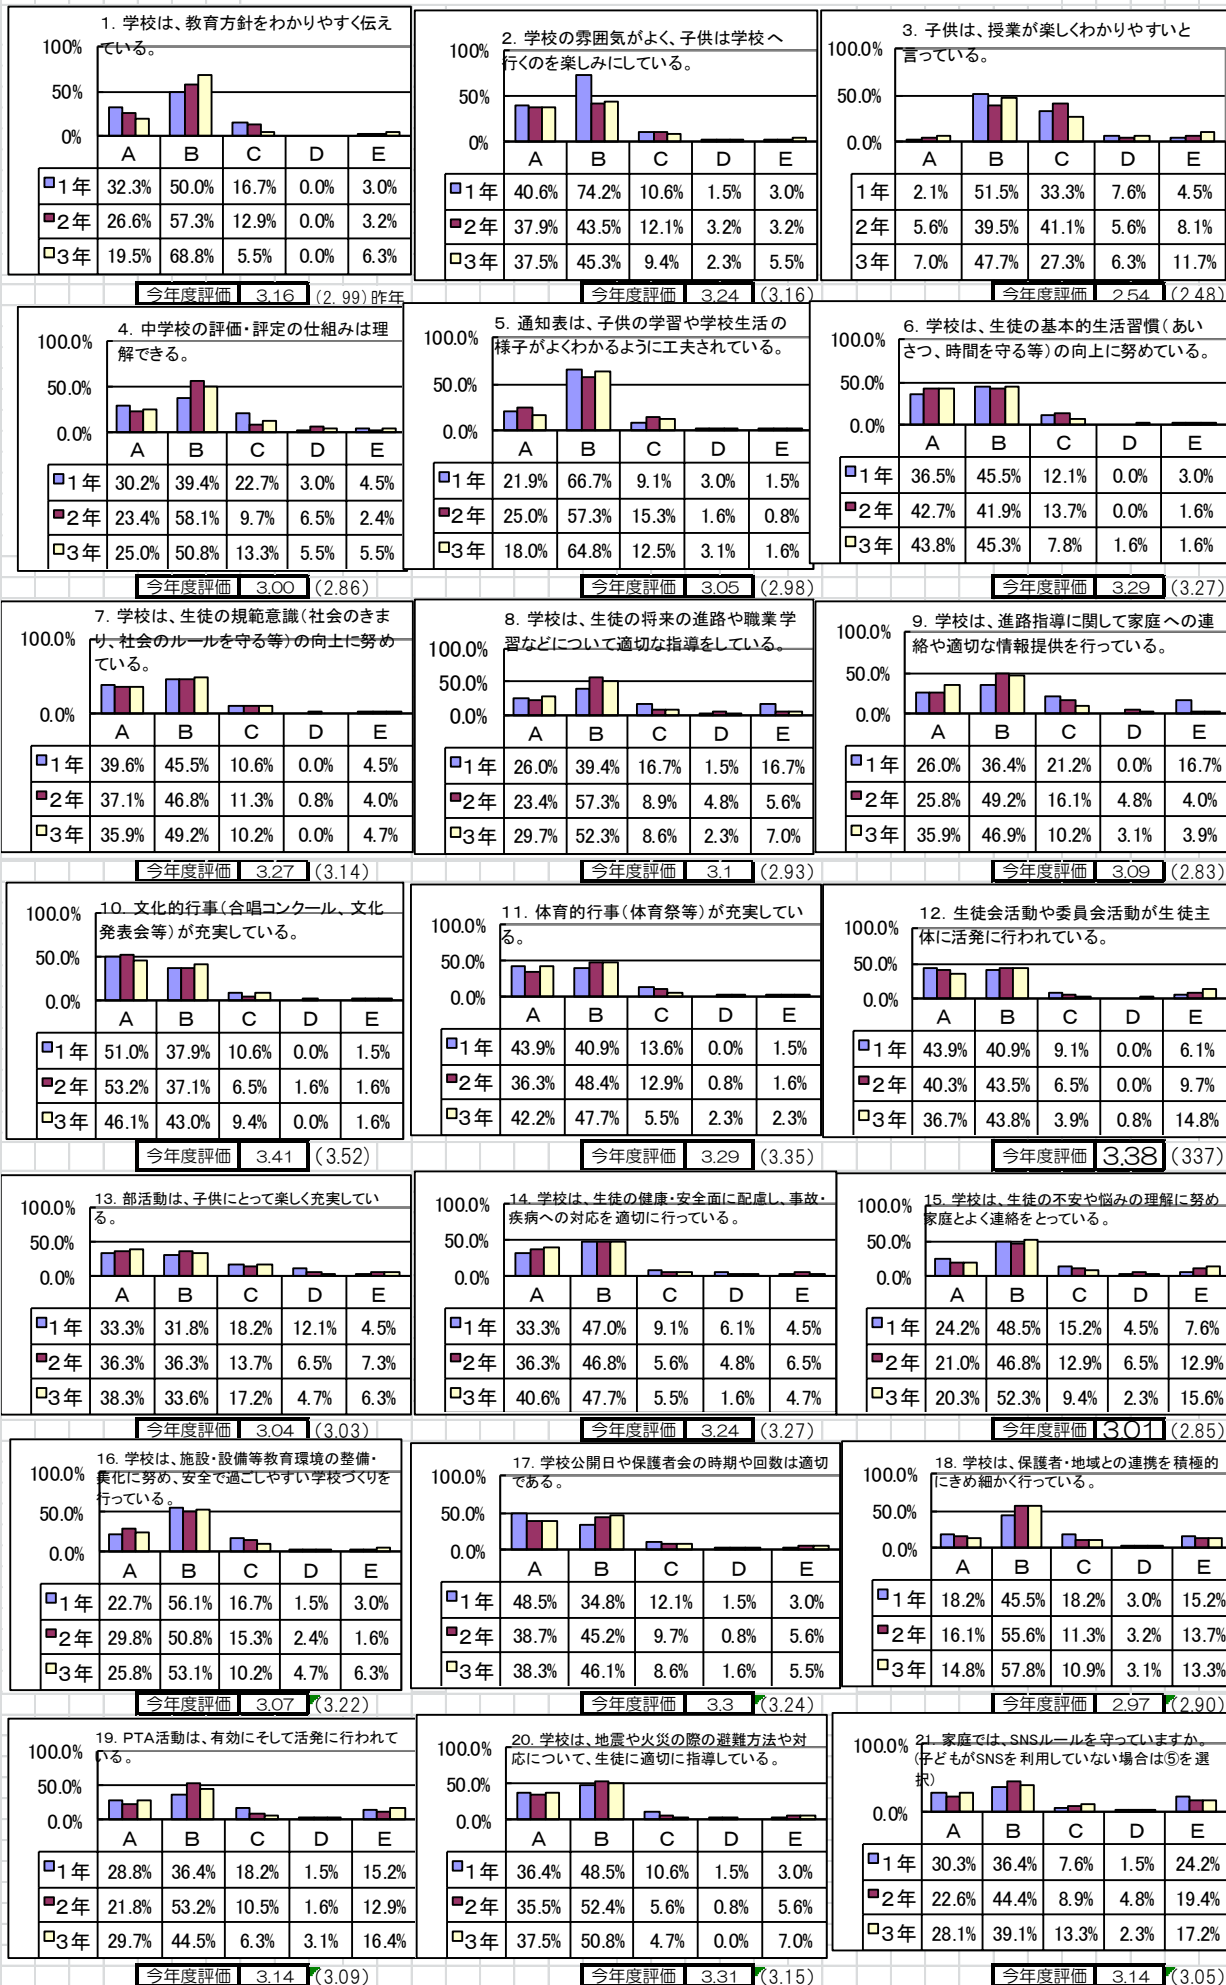 1. 学校は、教育方針をわかりやすく伝え
ている。
100%
50%
0%
A B C D E
1年 32.3% 50.0% 16.7% 0.0% 3.0%
2年 26.6% 57.3% 12.9% 0.0% 3.2%
3年 19.5% 68.8% 5.5% 0.0% 6.3%
今年度評価 3.16 (2.99)昨年
2. 学校の雰囲気がよく、子供は学校へ
行くのを楽しみにしている。
100%
50%
0%
A B C D E
1年 40.6% 74.2% 10.6% 1.5% 3.0%
2年 37.9% 43.5% 12.1% 3.2% 3.2%
3年 37.5% 45.3% 9.4% 2.3% 5.5%
今年度評価 3.24 (3.16)
3. 子供は、授業が楽しくわかりやすいと
言っている。
100.0%
50.0%
0.0%
A B C D E
1年 2.1% 51.5% 33.3% 7.6% 4.5%
2年 5.6% 39.5% 41.1% 5.6% 8.1%
3年 7.0% 47.7% 27.3% 6.3% 11.7%
今年度評価 2.54 (2.48)
4. 中学校の評価・評定の仕組みは理
解できる。
100.0%
50.0%
0.0%
A B C D E
1年 30.2% 39.4% 22.7% 3.0% 4.5%
2年 23.4% 58.1% 9.7% 6.5% 2.4%
3年 25.0% 50.8% 13.3% 5.5% 5.5%
今年度評価 3.00 (2.86)
5. 通知表は、子供の学習や学校生活の
様子がよくわかるように工夫されている。
100.0%
50.0%
0.0%
A B C D E
1年 21.9% 66.7% 9.1% 3.0% 1.5%
2年 25.0% 57.3% 15.3% 1.6% 0.8%
3年 18.0% 64.8% 12.5% 3.1% 1.6%
今年度評価 3.05 (2.98)
6. 学校は、生徒の基本的生活習慣(あい
さつ、時間を守る等)の向上に努めている。
100.0%
50.0%
0.0%
A B C D E
1年 36.5% 45.5% 12.1% 0.0% 3.0%
2年 42.7% 41.9% 13.7% 0.0% 1.6%
3年 43.8% 45.3% 7.8% 1.6% 1.6%
今年度評価 3.29 (3.27)
7. 学校は、生徒の規範意識(社会のきま
り、社会のルールを守る等)の向上に努め
ている。
100.0%
0.0%
A B C D E
1年 39.6% 45.5% 10.6% 0.0% 4.5%
2年 37.1% 46.8% 11.3% 0.8% 4.0%
3年 35.9% 49.2% 10.2% 0.0% 4.7%
今年度評価 3.27 (3.14)
8. 学校は、生徒の将来の進路や職業学
習などについて適切な指導をしている。
100.0%
50.0%
0.0%
A B C D E
1年 26.0% 39.4% 16.7% 1.5% 16.7%
2年 23.4% 57.3% 8.9% 4.8% 5.6%
3年 29.7% 52.3% 8.6% 2.3% 7.0%
今年度評価 3.1 (2.93)
9. 学校は、進路指導に関して家庭への連
絡や適切な情報提供を行っている。
100.0%
50.0%
0.0%
A B C D E
1年 26.0% 36.4% 21.2% 0.0% 16.7%
2年 25.8% 49.2% 16.1% 4.8% 4.0%
3年 35.9% 46.9% 10.2% 3.1% 3.9%
今年度評価 3.09 (2.83)
10. 文化的行事(合唱コンクール、文化
発表会等)が充実している。
100.0%
50.0%
0.0%
A B C D E
1年 51.0% 37.9% 10.6% 0.0% 1.5%
2年 53.2% 37.1% 6.5% 1.6% 1.6%
3年 46.1% 43.0% 9.4% 0.0% 1.6%
今年度評価 3.41 (3.52)
11. 体育的行事(体育祭等)が充実してい
る。
100.0%
50.0%
0.0%
A B C D E
1年 43.9% 40.9% 13.6% 0.0% 1.5%
2年 36.3% 48.4% 12.9% 0.8% 1.6%
3年 42.2% 47.7% 5.5% 2.3% 2.3%
今年度評価 3.29 (3.35)
12. 生徒会活動や委員会活動が生徒主
体に活発に行われている。
100.0%
50.0%
0.0%
A B C D E
1年 43.9% 40.9% 9.1% 0.0% 6.1%
2年 40.3% 43.5% 6.5% 0.0% 9.7%
3年 36.7% 43.8% 3.9% 0.8% 14.8%
今年度評価 3.38 (337)
13. 部活動は、子供にとって楽しく充実してい
る。
100.0%
50.0%
0.0%
A B C D E
1年 33.3% 31.8% 18.2% 12.1% 4.5%
2年 36.3% 36.3% 13.7% 6.5% 7.3%
3年 38.3% 33.6% 17.2% 4.7% 6.3%
今年度評価 3.04 (3.03)
14. 学校は、生徒の健康・安全面に配慮し、事故・
疾病への対応を適切に行っている。
100.0%
50.0%
0.0%
A B C D E
1年 33.3% 47.0% 9.1% 6.1% 4.5%
2年 36.3% 46.8% 5.6% 4.8% 6.5%
3年 40.6% 47.7% 5.5% 1.6% 4.7%
今年度評価 3.24 (3.27)
15. 学校は、生徒の不安や悩みの理解に努め
家庭とよく連絡をとっている。
100.0%
50.0%
0.0%
A B C D E
1年 24.2% 48.5% 15.2% 4.5% 7.6%
2年 21.0% 46.8% 12.9% 6.5% 12.9%
3年 20.3% 52.3% 9.4% 2.3% 15.6%
今年度評価 3.01 (2.85)
16. 学校は、施設・設備等教育環境の整備・
美化に努め、安全で過ごしやすい学校づくりを
行っている。
100.0%
50.0%
0.0%
A B C D E
1年 22.7% 56.1% 16.7% 1.5% 3.0%
2年 29.8% 50.8% 15.3% 2.4% 1.6%
3年 25.8% 53.1% 10.2% 4.7% 6.3%
今年度評価 3.07 (3.22)
17. 学校公開日や保護者会の時期や回数は適切
である。
100.0%
50.0%
0.0%
A B C D E
1年 48.5% 34.8% 12.1% 1.5% 3.0%
2年 38.7% 45.2% 9.7% 0.8% 5.6%
3年 38.3% 46.1% 8.6% 1.6% 5.5%
今年度評価 3.3 (3.24)
18. 学校は、保護者・地域との連携を積極的
にきめ細かく行っている。
100.0%
50.0%
0.0%
A B C D E
1年 18.2% 45.5% 18.2% 3.0% 15.2%
2年 16.1% 55.6% 11.3% 3.2% 13.7%
3年 14.8% 57.8% 10.9% 3.1% 13.3%
今年度評価 2.97 (2.90)
19. PTA活動は、有効にそして活発に行われて
いる。
100.0%
50.0%
0.0%
A B C D E
1年 28.8% 36.4% 18.2% 1.5% 15.2%
2年 21.8% 53.2% 10.5% 1.6% 12.9%
3年 29.7% 44.5% 6.3% 3.1% 16.4%
今年度評価 3.14 (3.09)
20. 学校は、地震や火災の際の避難方法や対
応について、生徒に適切に指導している。
100.0%
50.0%
0.0%
A B C D E
1年 36.4% 48.5% 10.6% 1.5% 3.0%
2年 35.5% 52.4% 5.6% 0.8% 5.6%
3年 37.5% 50.8% 4.7% 0.0% 7.0%
今年度評価 3.31 (3.15)
21. 家庭では、SNSルールを守っていますか。
(子どもがSNSを利用していない場合は⑤を選
択)
100.0%
0.0%
A B C D E
1年 30.3% 36.4% 7.6% 1.5% 24.2%
2年 22.6% 44.4% 8.9% 4.8% 19.4%
3年 28.1% 39.1% 13.3% 2.3% 17.2%
今年度評価 3.14 (3.05)